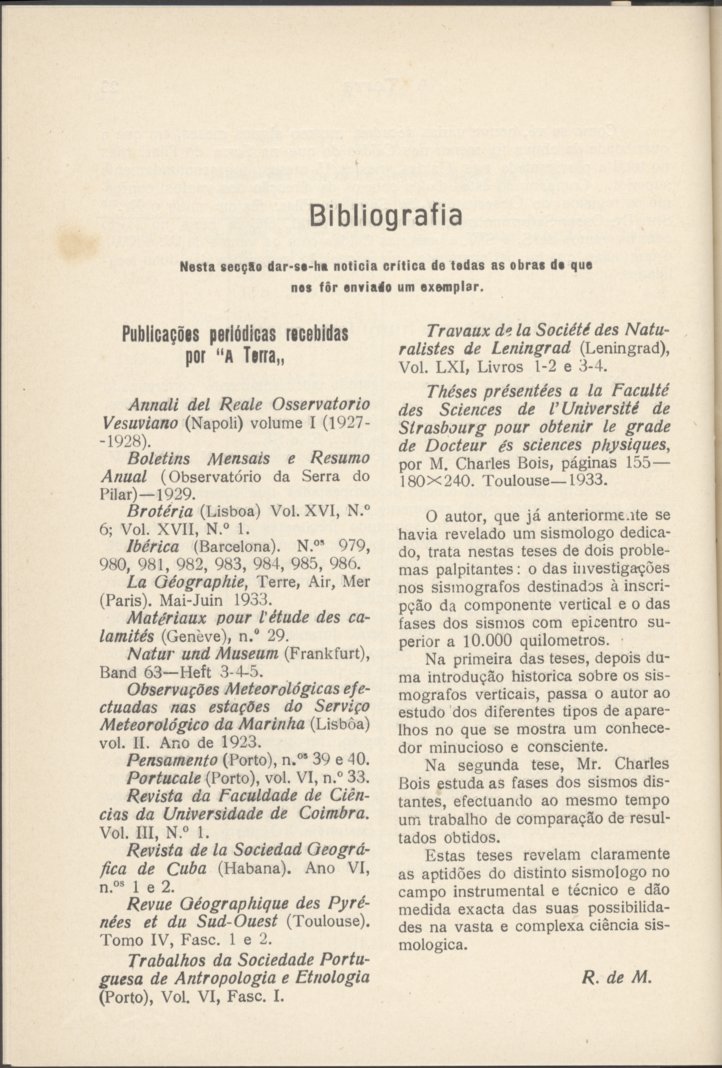 Bibliografia
Nesta secção dar-se-ha noticia crítica de todas as obras de que
nos fôr enviado um exemplar.
Publicações periódicas recebidas
por "A Terra„
Annali del Reale Osservatorio
Vesuviano (Napoli) volume I (1927-
-1928).
Boletins Mensais e Resumo
Anual (Observatório da Serra do
Pilar)—1929.
Brotéria (Lisboa) Vol. XVI, N.º
6; Vol. XVII, N.º 1.
Ibérica (Barcelona). N.ºs 979,
980, 981, 982, 983, 984, 985, 986.
La Géographie, Terre, Air, Mer
(Paris). Mai-Juin 1933.
Matériaux pour l'étude des ca-
lamités (Genève), n.º 29.
Natur und Museum (Frankfurt),
Band 63—Heft 3-4-5.
Observações Meteorológicas efe-
ctuadas nas estações do Serviço
Meteorológico da Marinha (Lisbôa)
vol. II. Ano de 1923.
Pensamento (Porto), n.ºs 39 e 40.
Portucale (Porto), vol. VI, n.º 33.
Revista da Faculdade de Ciên-
cias da Universidade de Coimbra.
Vol. III, N.º 1.
Revista de la Sociedad Geográ-
fica de Cuba (Habana). Ano VI,
n.ºs 1 e 2.
Revue Géographique des Pyré-
nées et du Sud-Ouest (Toulouse).
Tomo IV, Fasc. 1 e 2.
Trabalhos da Sociedade Portu-
guesa de Antropologia e Etnologia
(Porto), Vol. VI, Fasc. I.
Travaux de la Société des Natu-
ralistes de Leningrad (Leningrad),
Vol. LXI, Livros 1-2 e 3-4.
Théses présentées a la Faculté
des Sciences de l'Université de
Strasbourg pour obtenir le grade
de Docteur és sciences physiques,
por M. Charles Bois, páginas 155—
180×240. Toulouse—1933.
O autor, que já anteriormente se
havia revelado um sismologo dedica-
do, trata nestas teses de dois proble-
mas palpitantes: o das investigações
nos sismografos destinados à inscri-
pção da componente vertical e o das
fases dos sismos com epicentro su-
perior a 10.000 quilometros.
Na primeira das teses, depois du-
ma introdução historica sobre os sis-
mografos verticais, passa o autor ao
estudo dos diferentes tipos de apare-
lhos no que se mostra um conhece-
dor minucioso e consciente.
Na segunda tese, Mr. Charles
Bois estuda as fases dos sismos dis-
tantes, efectuando ao mesmo tempo
um trabalho de comparação de resul-
tados obtidos.
Estas teses revelam claramente
as aptidões do distinto sismologo no
campo instrumental e técnico e dão
medida exacta das suas possibilida-
des na vasta e complexa ciência sis-
mologica.
R. de M.